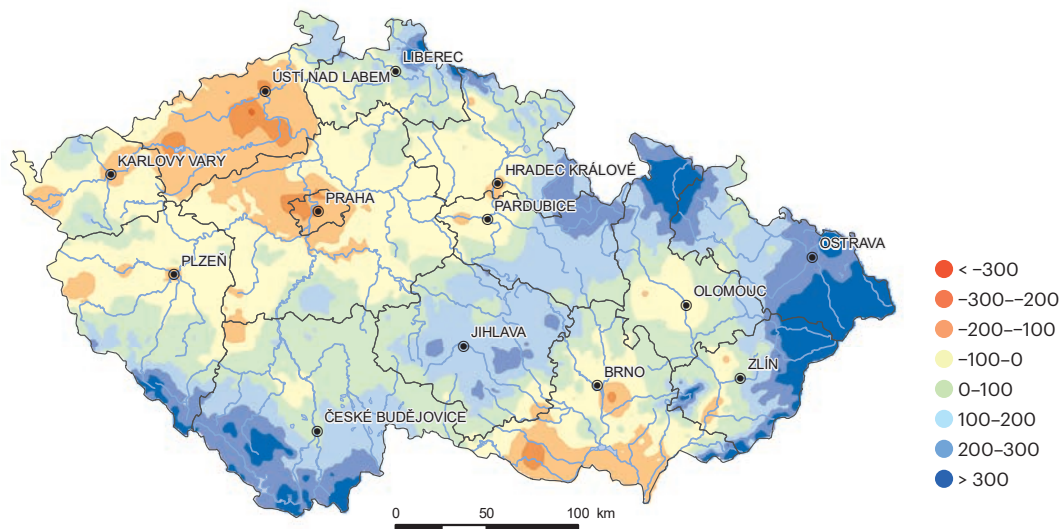 LIBEREC
ÚSTÍ NAD LABEM
KARLOVY VARY
HRADEC KRÁLOVÉ
PRAHA
PARDUBICE
PLZEŇ
OSTRAVA
OLOMOUC
JIHLAVA
ZLÍN
BRNO
ČESKÉ BUDĚJOVICE
< –300
–300–‌–200
–200–‌–100
–100–0
0–100
100–200
200–300
> 300
0 50 100 km